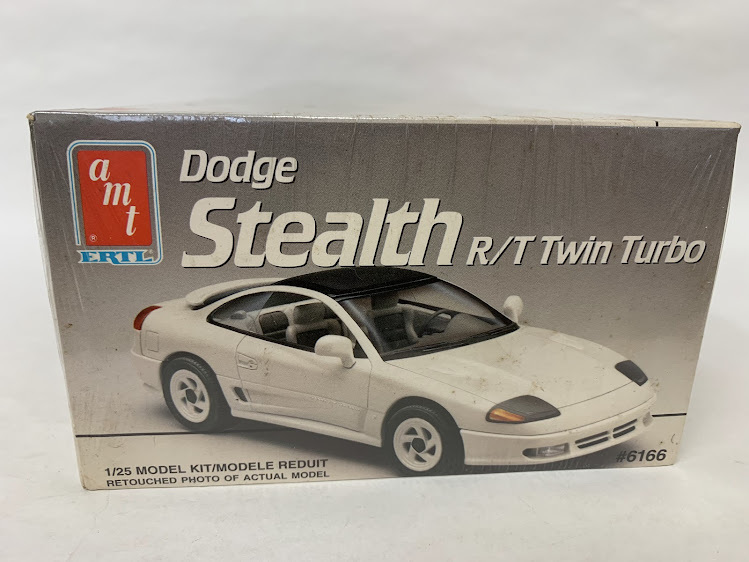 amt
®
ERTL
Dodge
Stealth R/T Twin Turbo
1/25 MODEL KIT/MODELE REDUIT
RETOUCHED PHOTO OF ACTUAL MODEL
#6166